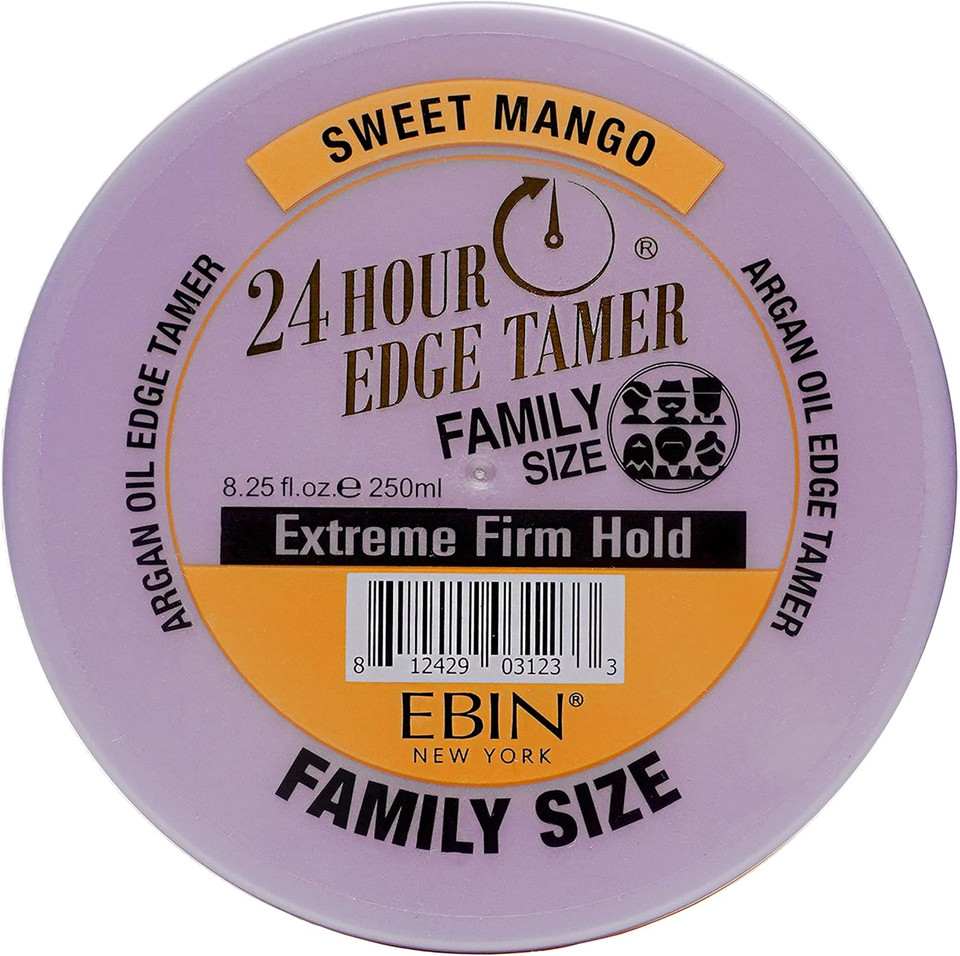 SWEET MANGO
24 HOUR
EDGE TAMER
®
FAMILY
SIZE
8.25 fl.oz.℮ 250ml
Extreme Firm Hold
ARGAN OIL EDGE TAMER
ARGAN OIL EDGE TAMER
8 12429 03123 3
EBIN®
NEW YORK
FAMILY SIZE